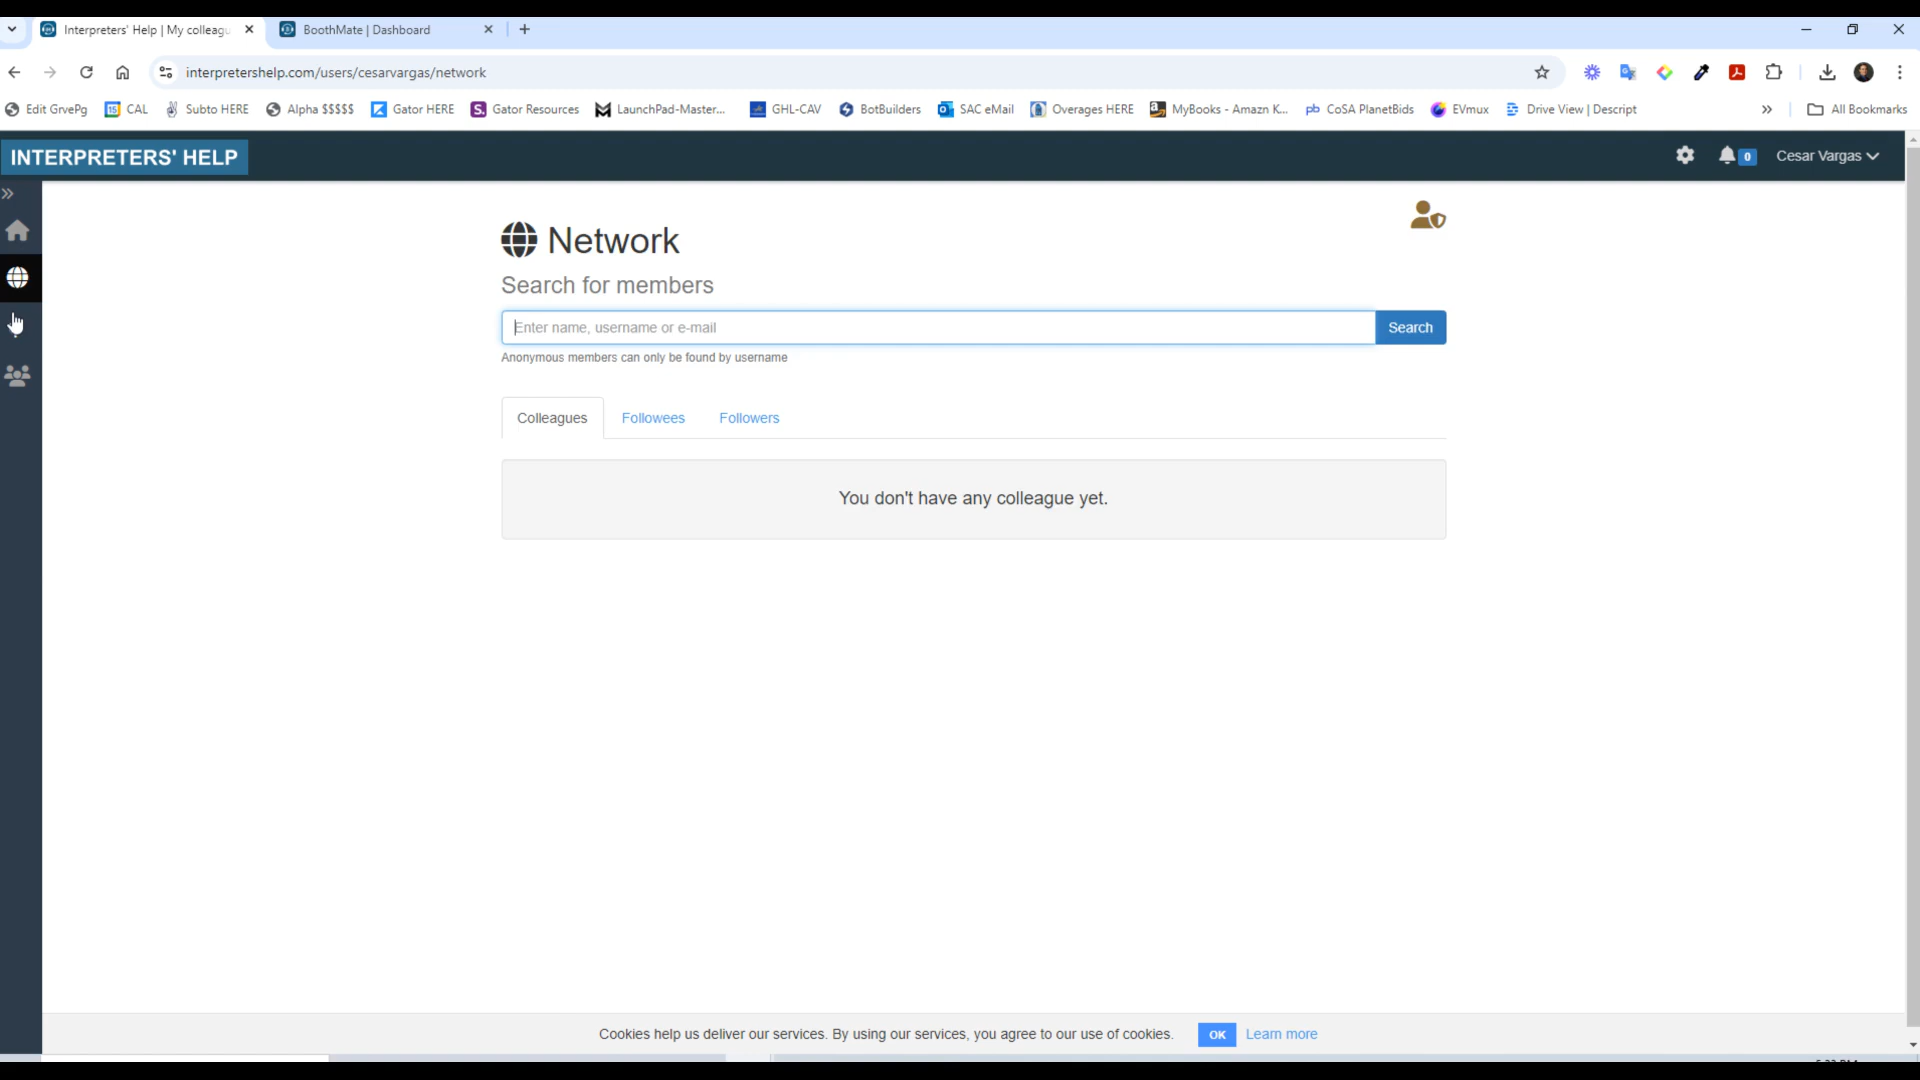 Interpreters' Help | My colleagu
BoothMate | Dashboard
interpretershelp.com/users/cesarvargas/network
Edit GrvePg
CAL
Subto HERE
Alpha $$$$$
Gator HERE
Gator Resources
LaunchPad-Master...
GHL-CAV
BotBuilders
SAC eMail
Overages HERE
MyBooks - Amazn K...
CoSA PlanetBids
EVmux
Drive View | Descript
All Bookmarks
INTERPRETERS' HELP
0
Cesar Vargas
Network
Search for members
Enter name, username or e-mail
Search
Anonymous members can only be found by username
Colleagues
Followees
Followers
You don't have any colleague yet.
Cookies help us deliver our services. By using our services, you agree to our use of cookies.
OK
Learn more